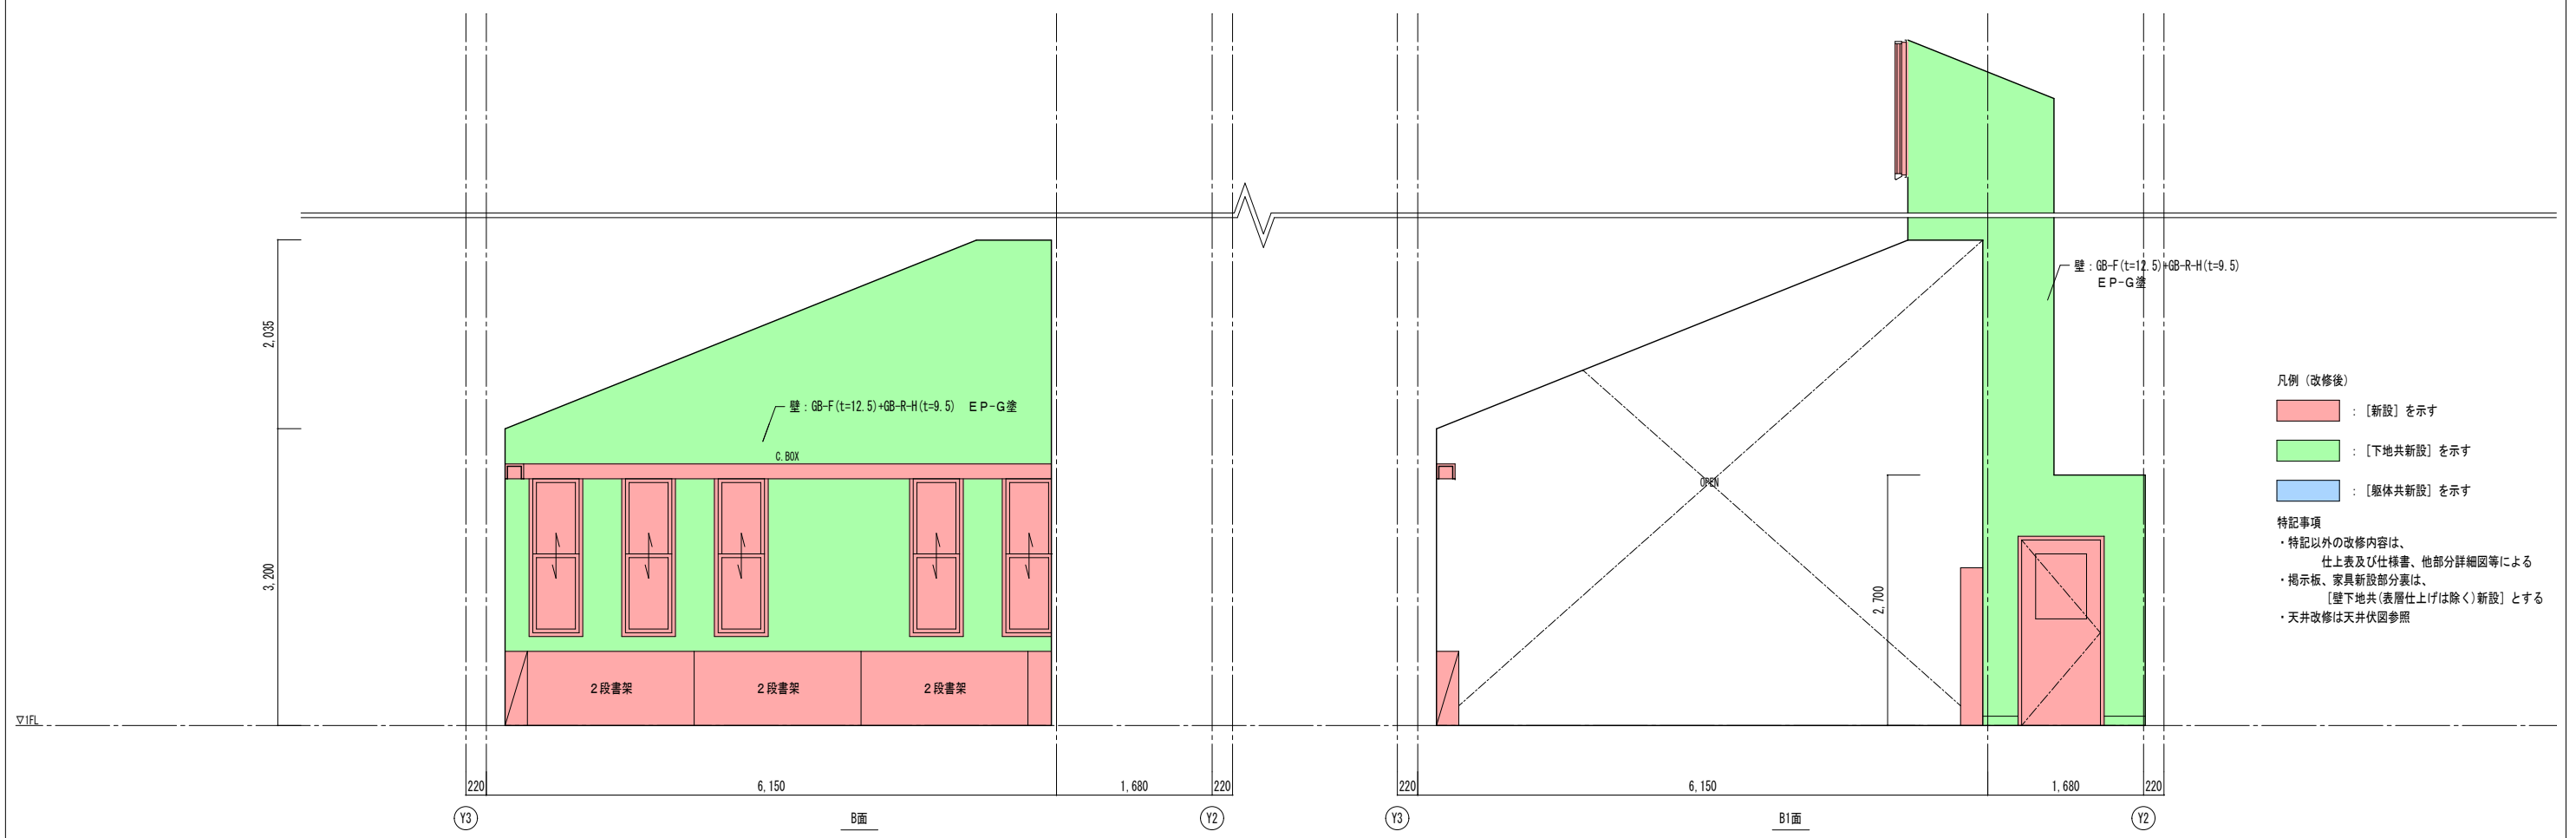 2,035
3,200
壁：GB-F(t=12.5)+GB-R-H(t=9.5)　ＥＰ-Ｇ塗
C.BOX
２段書架
２段書架
２段書架
▽1FL
220
6,150
1,680
220
Y3
B面
Y2
壁：GB-F(t=12.5)+GB-R-H(t=9.5)
ＥＰ-Ｇ塗
OPEN
2,700
220
6,150
1,680
220
Y3
B1面
Y2
凡例（改修後）
：［新設］を示す
：［下地共新設］を示す
：［躯体共新設］を示す
特記事項
・特記以外の改修内容は、
仕上表及び仕様書、他部分詳細図等による
・掲示板、家具新設部分裏は、
［壁下地共(表層仕上げは除く)新設］とする
・天井改修は天井伏図参照